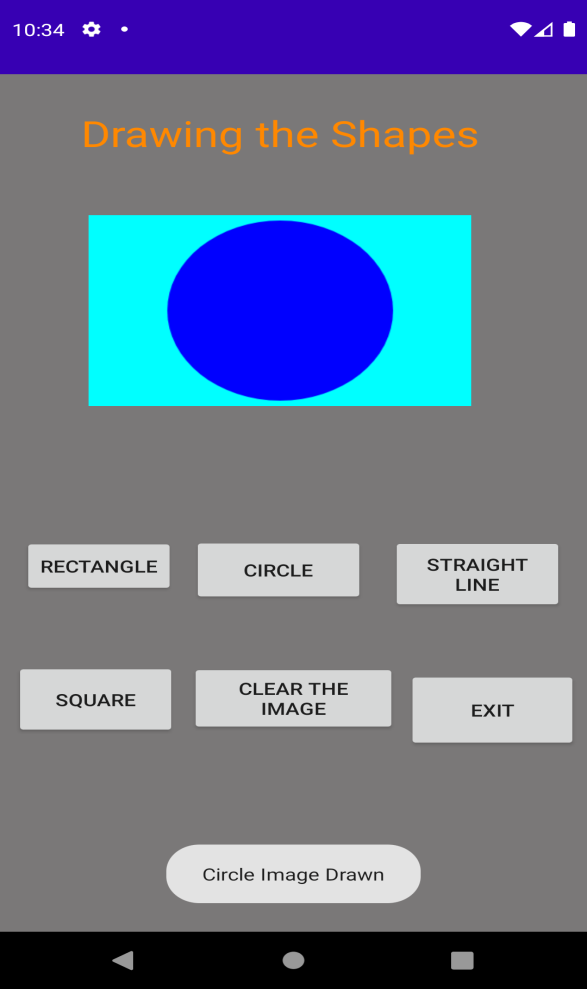 10:34
Drawing the Shapes
RECTANGLE
CIRCLE
STRAIGHT
LINE
SQUARE
CLEAR THE
IMAGE
EXIT
Circle Image Drawn